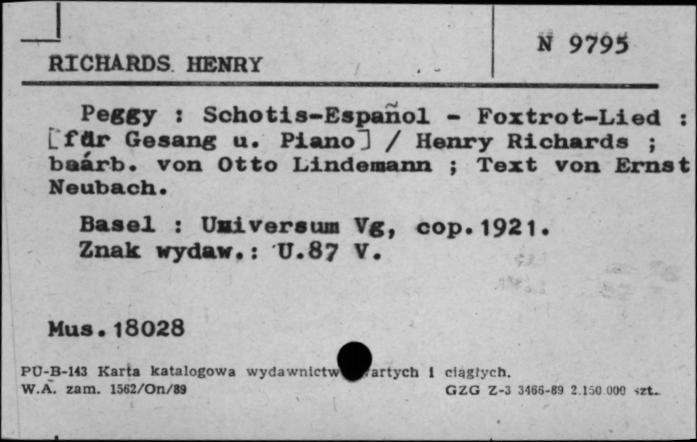 N 9795
RICHARDS HENRY
Peggy : Schotis-Español - Foxtrot-Lied :
[für Gesang u. Piano] / Henry Richards ;
baárb. von Otto Lindemann ; Text von Ernst
Neubach.
Basel : Universum Vg, cop.1921.
Znak wydaw.: U.87 V.
Mus.18028
PU-B-143 Karta katalogowa wydawnictw artych i ciągłych.
W.A. zam. 1562/On/89 GZG Z-3 3466-89 2.150.000 szt.